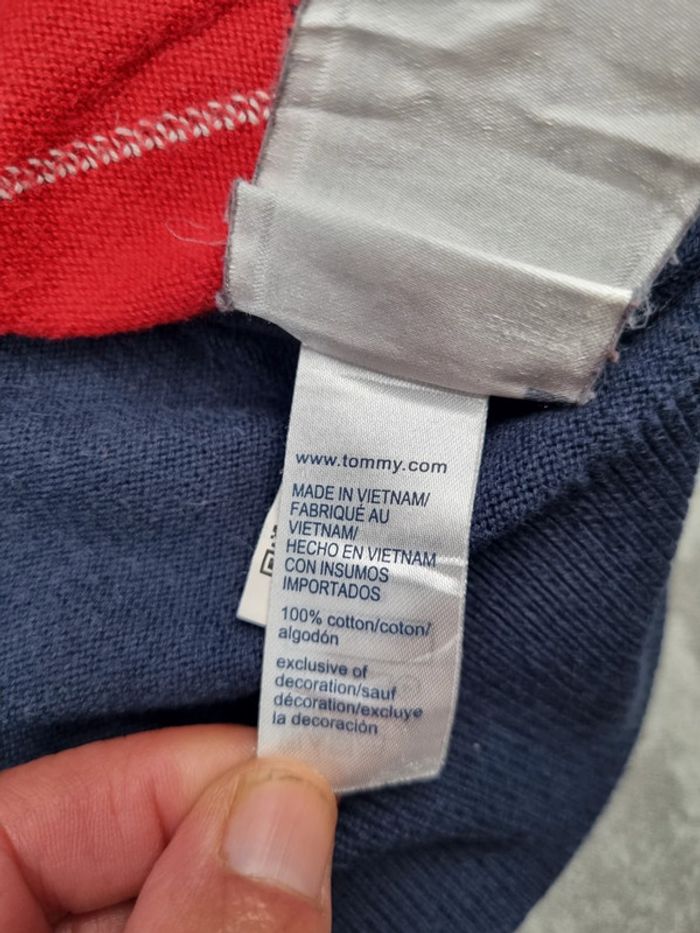 www.tommy.com
MADE IN VIETNAM/
FABRIQUÉ AU
VIETNAM/
HECHO EN VIETNAM
CON INSUMOS
IMPORTADOS
100% cotton/coton/
algodón
exclusive of
decoration/sauf
décoration/excluye
la decoración